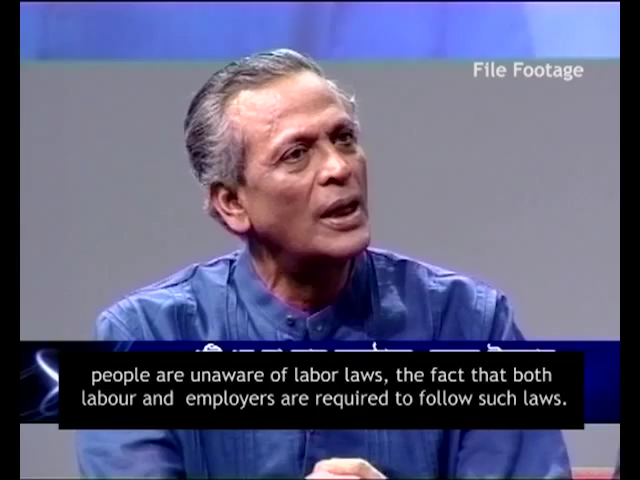 File Footage
people are unaware of labor laws, the fact that both
labour and  employers are required to follow such laws.